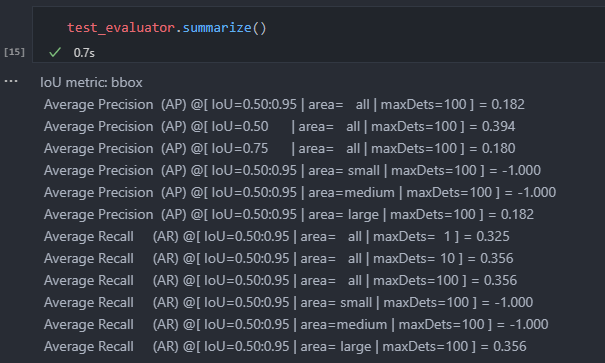 test_evaluator.summarize()
[15]
✓ 0.7s
... IoU metric: bbox
Average Precision (AP) @[ IoU=0.50:0.95 | area= all | maxDets=100 ] = 0.182
Average Precision (AP) @[ IoU=0.50 | area= all | maxDets=100 ] = 0.394
Average Precision (AP) @[ IoU=0.75 | area= all | maxDets=100 ] = 0.180
Average Precision (AP) @[ IoU=0.50:0.95 | area= small | maxDets=100 ] = -1.000
Average Precision (AP) @[ IoU=0.50:0.95 | area=medium | maxDets=100 ] = -1.000
Average Precision (AP) @[ IoU=0.50:0.95 | area= large | maxDets=100 ] = 0.182
Average Recall (AR) @[ IoU=0.50:0.95 | area= all | maxDets= 1 ] = 0.325
Average Recall (AR) @[ IoU=0.50:0.95 | area= all | maxDets= 10 ] = 0.356
Average Recall (AR) @[ IoU=0.50:0.95 | area= all | maxDets=100 ] = 0.356
Average Recall (AR) @[ IoU=0.50:0.95 | area= small | maxDets=100 ] = -1.000
Average Recall (AR) @[ IoU=0.50:0.95 | area=medium | maxDets=100 ] = -1.000
Average Recall (AR) @[ IoU=0.50:0.95 | area= large | maxDets=100 ] = 0.356